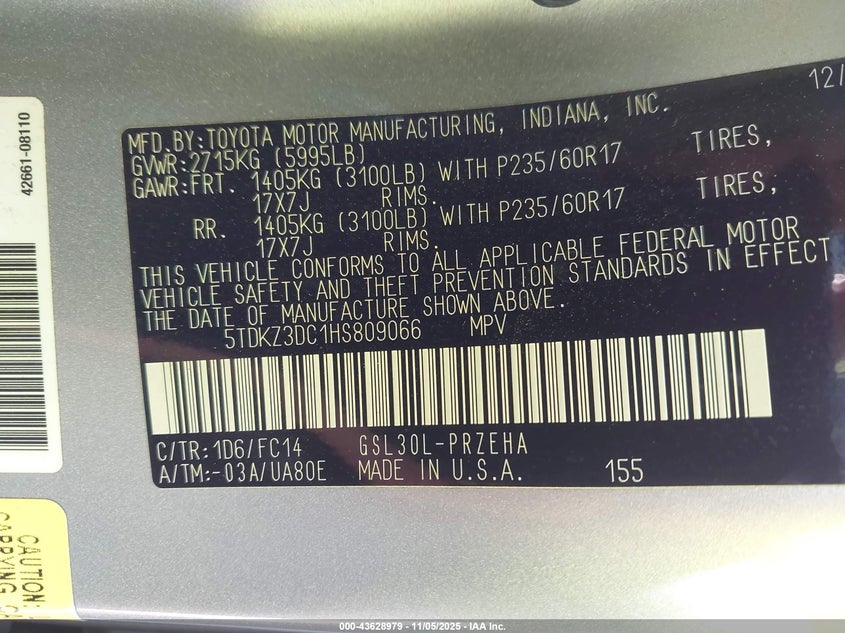 12/
MFD.BY:TOYOTA MOTOR MANUFACTURING, INDIANA, INC.
GVWR:2715KG (5995LB)
GAWR:FRT. 1405KG (3100LB) WITH P235/60R17 TIRES,
17X7J RIMS.
RR. 1405KG (3100LB) WITH P235/60R17 TIRES,
17X7J RIMS.
THIS VEHICLE CONFORMS TO ALL APPLICABLE FEDERAL MOTOR
VEHICLE SAFETY AND THEFT PREVENTION STANDARDS IN EFFECT
THE DATE OF MANUFACTURE SHOWN ABOVE.
5TDKZ3DC1HS809066 MPV
C/TR:1D6/FC14 GSL30L-PRZEHA
A/TM:-03A/UA80E MADE IN U.S.A. 155
42661-08110
CAUTION:
CARRYING
000-43628979 - 11/05/2025 - IAA Inc.